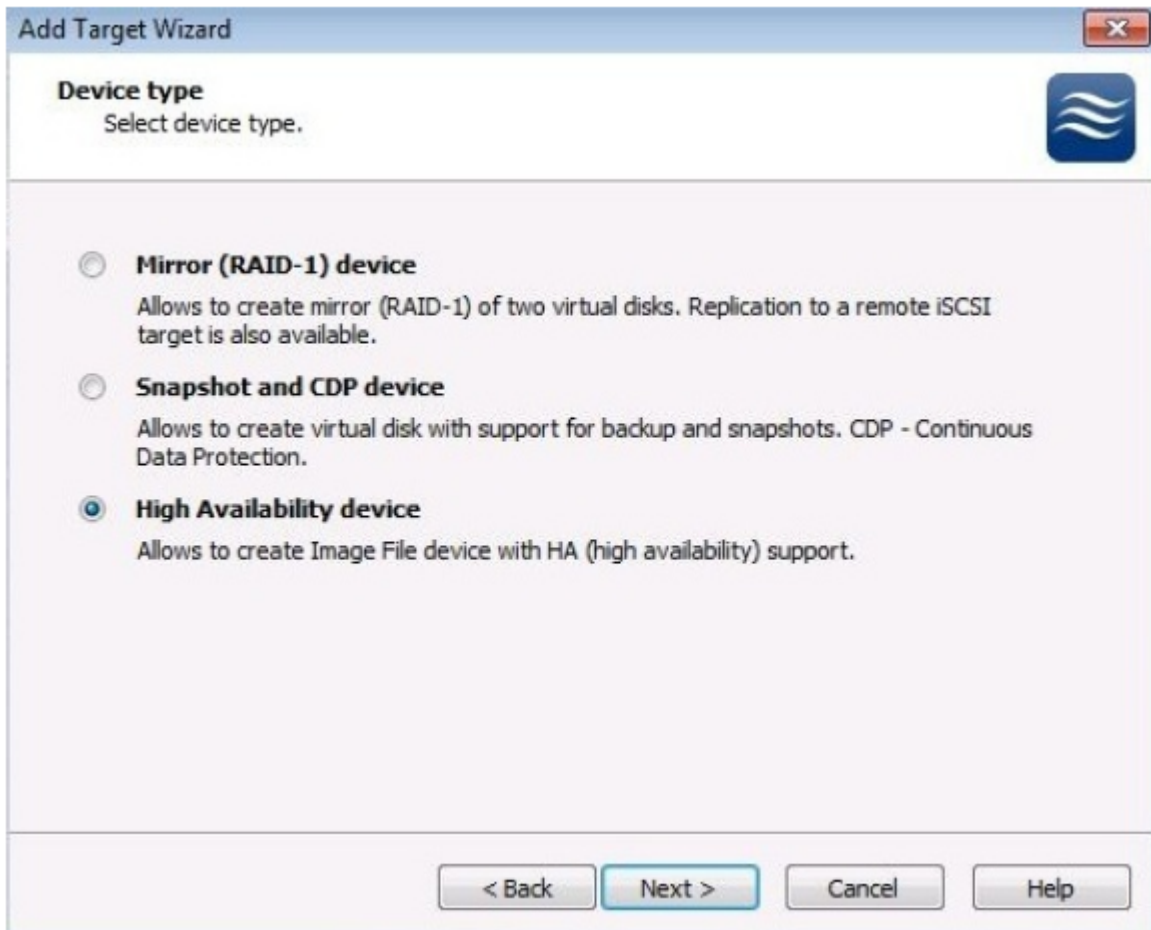 Add Target Wizard
Device type
Select device type.
Mirror (RAID-1) device
Allows to create mirror (RAID-1) of two virtual disks. Replication to a remote iSCSI
target is also available.
Snapshot and CDP device
Allows to create virtual disk with support for backup and snapshots. CDP - Continuous
Data Protection.
High Availability device
Allows to create Image File device with HA (high availability) support.
< Back
Next >
Cancel
Help